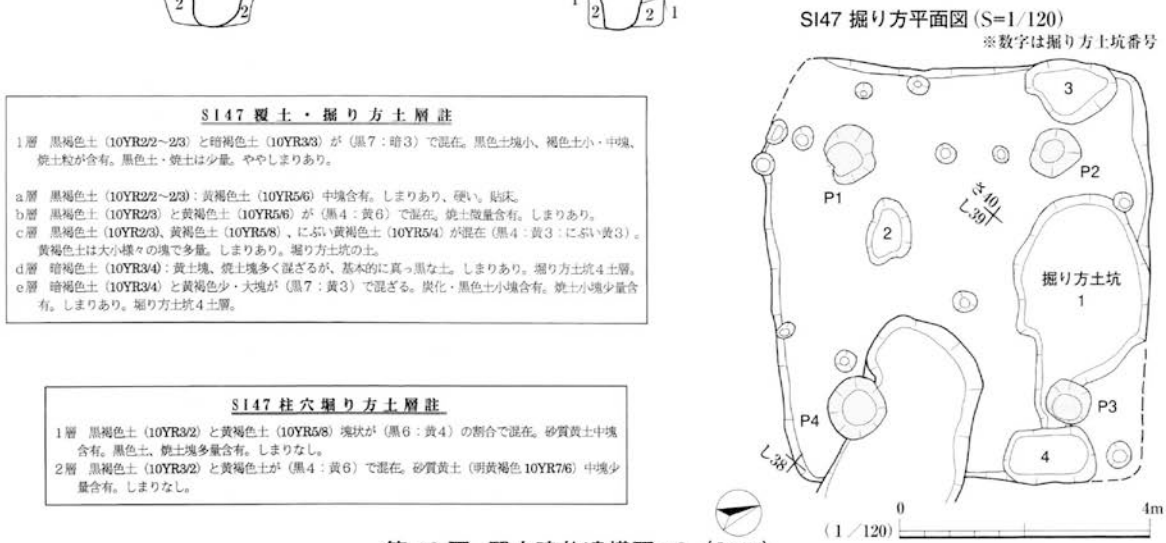 2
2
1
2
2
1
SI47 掘り方平面図(S=1/120)
※数字は掘り方土坑番号
SI47 覆土・掘り方土層註
1層 黒褐色土(10YR2/2~2/3)と暗褐色土(10YR3/3)が(黒7:暗3)で混在。黒色土塊小、褐色土小・中塊、
焼土粒が含有。黒色土・焼土は少量。ややしまりあり。
a層 黒褐色土(10YR2/2~2/3):黄褐色土(10YR5/6)中塊含有。しまりあり、硬い。貼床。
b層 黒褐色土(10YR2/3)と黄褐色土(10YR5/6)が(黒4:黄6)で混在。焼土微量含有。しまりあり。
c層 黒褐色土(10YR2/3)、黄褐色土(10YR5/8)、にぶい黄褐色土(10YR5/4)が混在(黒4:黄3:にぶい黄3)。
黄褐色土は大小様々の塊で多量。しまりあり。掘り方土坑の土。
d層 暗褐色土(10YR3/4):黄土塊、焼土塊多く混ざるが、基本的に真っ黒な土。しまりあり。掘り方土坑4土層。
e層 暗褐色土(10YR3/4)と黄褐色少・大塊が(黒7:黄3)で混ざる。炭化・黒色土小塊含有。焼土小塊少量含
有。しまりあり。掘り方土坑4土層。
SI47 柱穴掘り方土層註
1層 黒褐色土(10YR3/2)と黄褐色土(10YR5/8)塊状が(黒6:黄4)の割合で混在。砂質黄土中塊
含有。黒色土、焼土塊多量含有。しまりなし。
2層 黒褐色土(10YR3/2)と黄褐色土が(黒4:黄6)で混在。砂質黄土(明黄褐色10YR7/6)中塊少
量含有。しまりなし。
3
P1
P2
さ40
し39
2
掘り方土坑
1
P4
P3
し38
4
0
4m
(1/120)